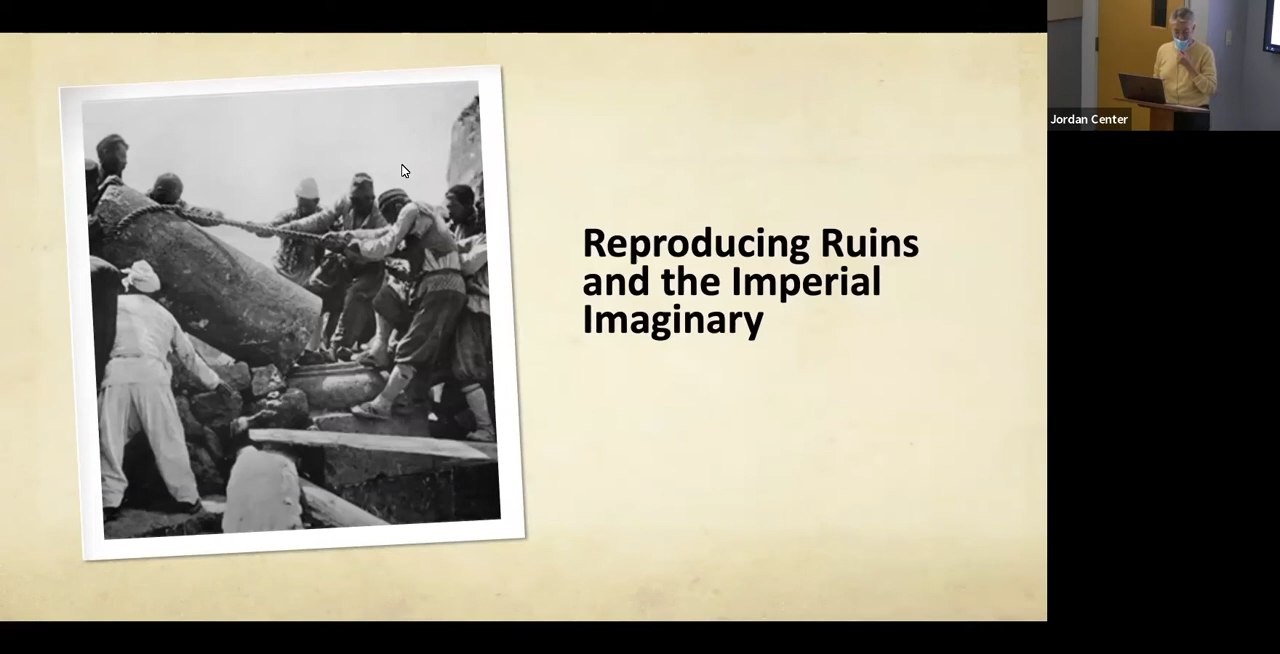 Reproducing Ruins
and the Imperial
Imaginary
Jordan Center